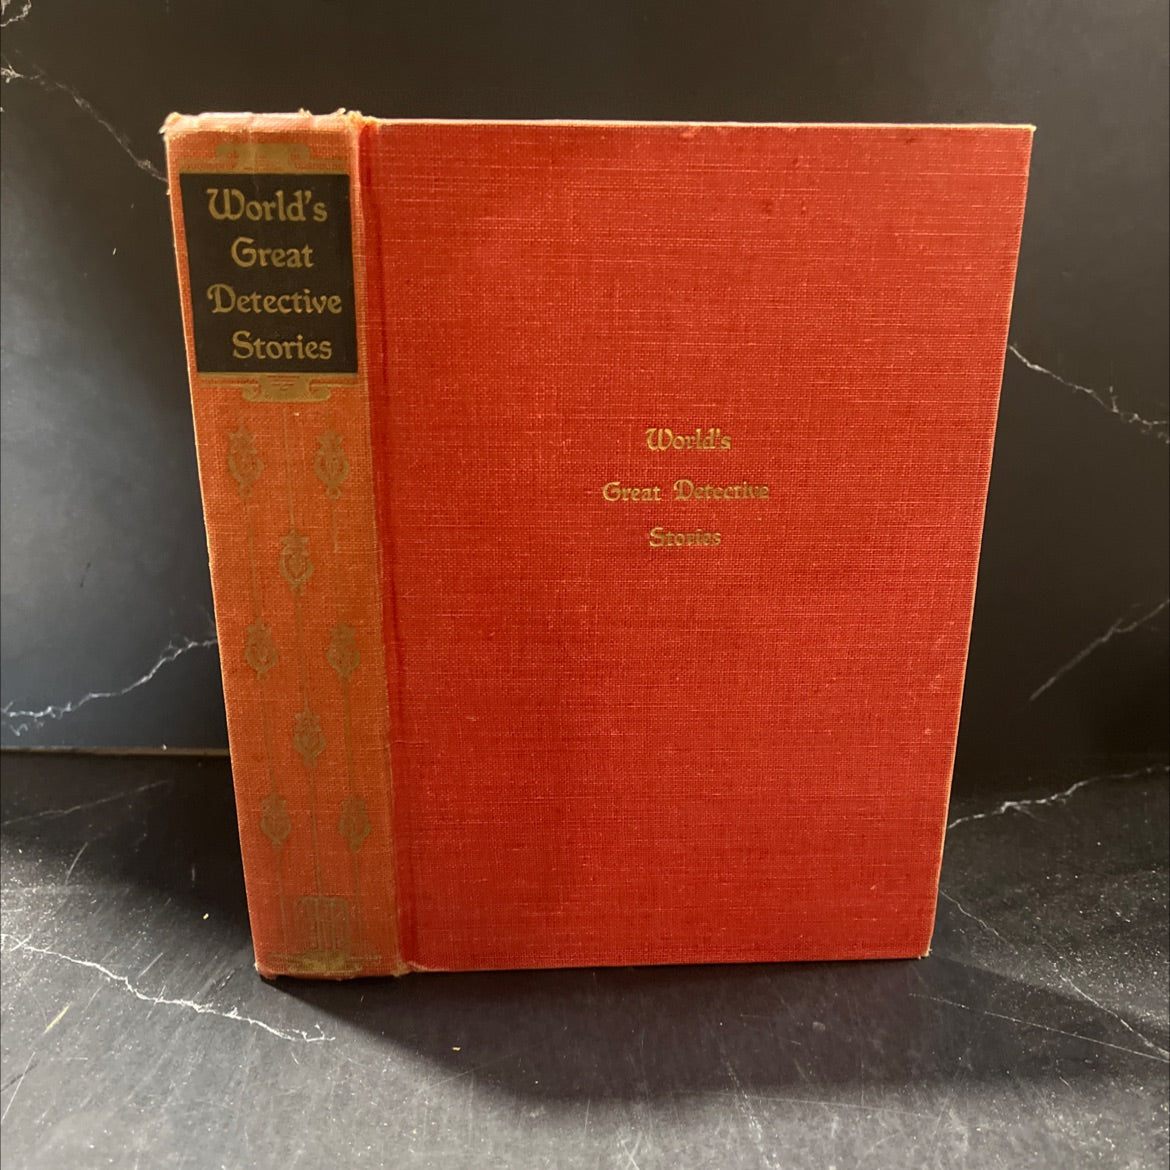 World's
Great
Detective
Stories
World's
Great Detective
Stories